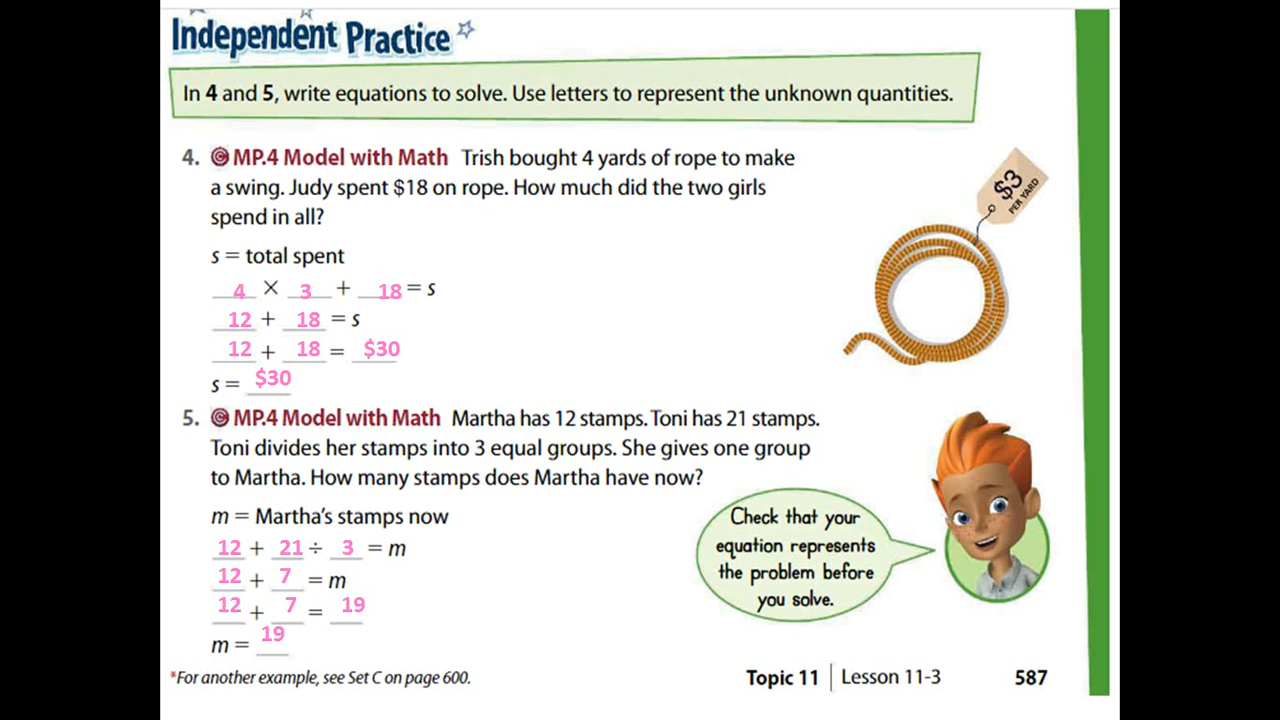 Independent Practice
In 4 and 5, write equations to solve. Use letters to represent the unknown quantities.
4. MP.4 Model with Math Trish bought 4 yards of rope to make
a swing. Judy spent $18 on rope. How much did the two girls
spend in all?
s = total spent
4 × 3 + 18 = s
12 + 18 = s
12 + 18 = $30
s = $30
$3
PER YARD
5. MP.4 Model with Math Martha has 12 stamps. Toni has 21 stamps.
Toni divides her stamps into 3 equal groups. She gives one group
to Martha. How many stamps does Martha have now?
m = Martha's stamps now
12 + 21 ÷ 3 = m
12 + 7 = m
12 + 7 = 19
m = 19
Check that your
equation represents
the problem before
you solve.
*For another example, see Set C on page 600.
Topic 11 | Lesson 11-3 587